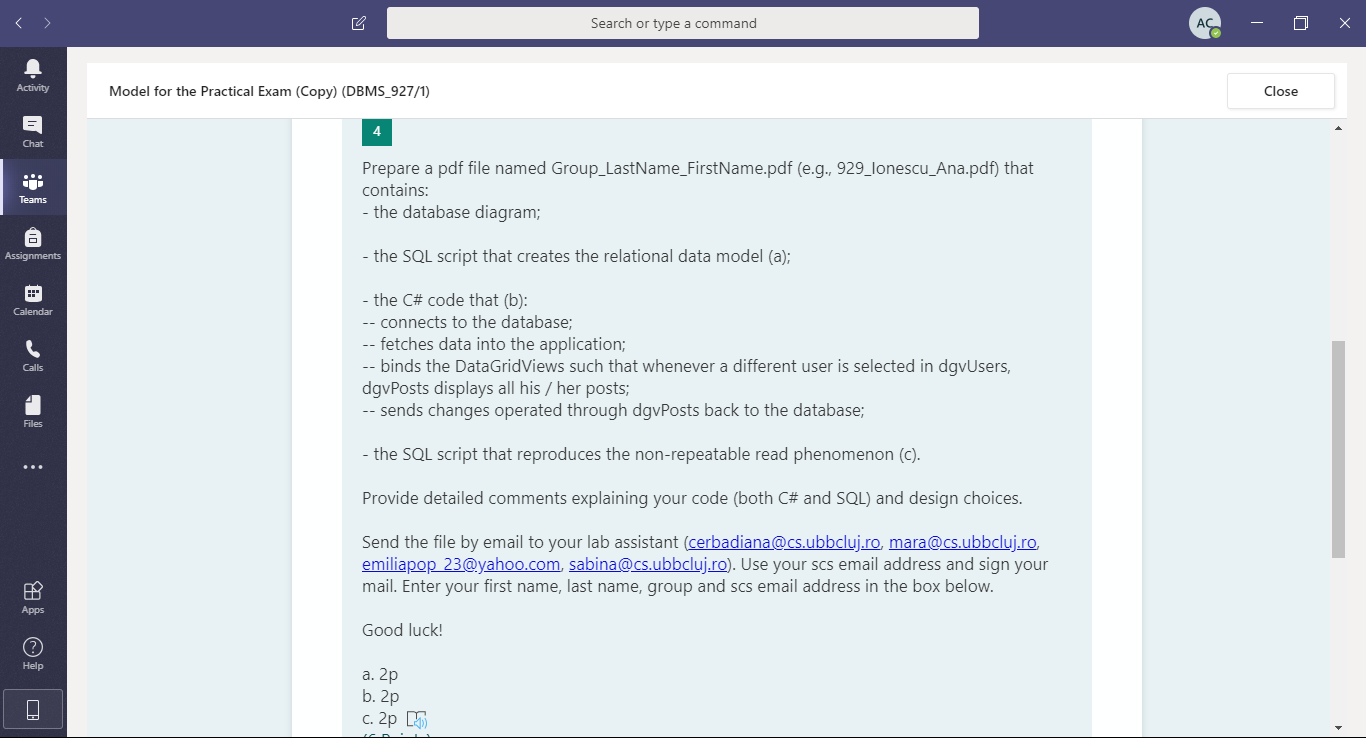 Search or type a command
AC
Activity
Chat
Teams
Assignments
Calendar
Calls
Files
Apps
Help
Model for the Practical Exam (Copy) (DBMS_927/1)
Close
4
Prepare a pdf file named Group_LastName_FirstName.pdf (e.g., 929_Ionescu_Ana.pdf) that
contains:
- the database diagram;
- the SQL script that creates the relational data model (a);
- the C# code that (b):
-- connects to the database;
-- fetches data into the application;
-- binds the DataGridViews such that whenever a different user is selected in dgvUsers,
dgvPosts displays all his / her posts;
-- sends changes operated through dgvPosts back to the database;
- the SQL script that reproduces the non-repeatable read phenomenon (c).
Provide detailed comments explaining your code (both C# and SQL) and design choices.
Send the file by email to your lab assistant (cerbadiana@cs.ubbcluj.ro, mara@cs.ubbcluj.ro,
emiliapop_23@yahoo.com, sabina@cs.ubbcluj.ro). Use your scs email address and sign your
mail. Enter your first name, last name, group and scs email address in the box below.
Good luck!
a. 2p
b. 2p
c. 2p